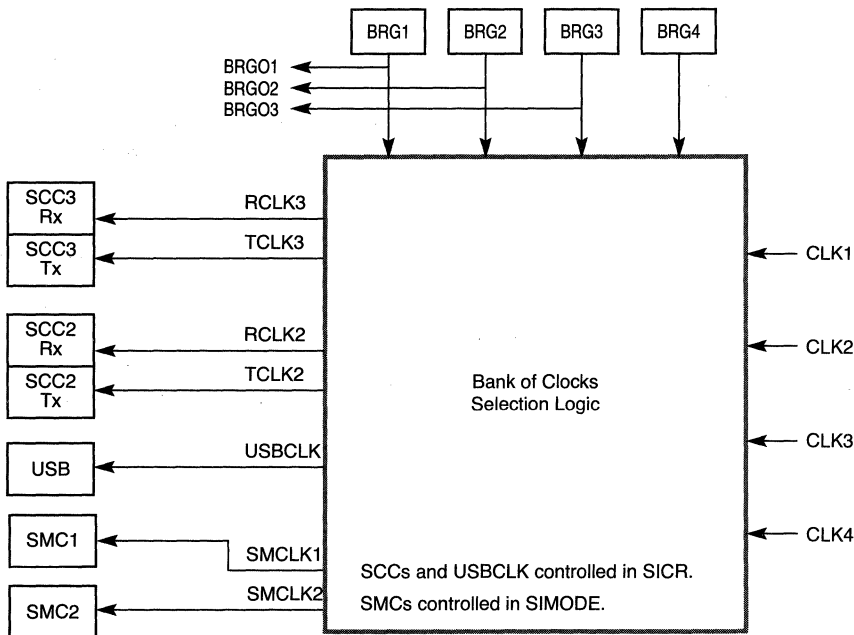 BRG1 BRG2 BRG3 BRG4
BRGO1
BRGO2
BRGO3
SCC3
Rx
RCLK3
SCC3
Tx
TCLK3
CLK1
SCC2
Rx
RCLK2
SCC2
Tx
TCLK2
CLK2
Bank of Clocks
Selection Logic
USB
USBCLK
CLK3
SMC1
SMCLK1
CLK4
SMC2
SMCLK2
SCCs and USBCLK controlled in SICR.
SMCs controlled in SIMODE.